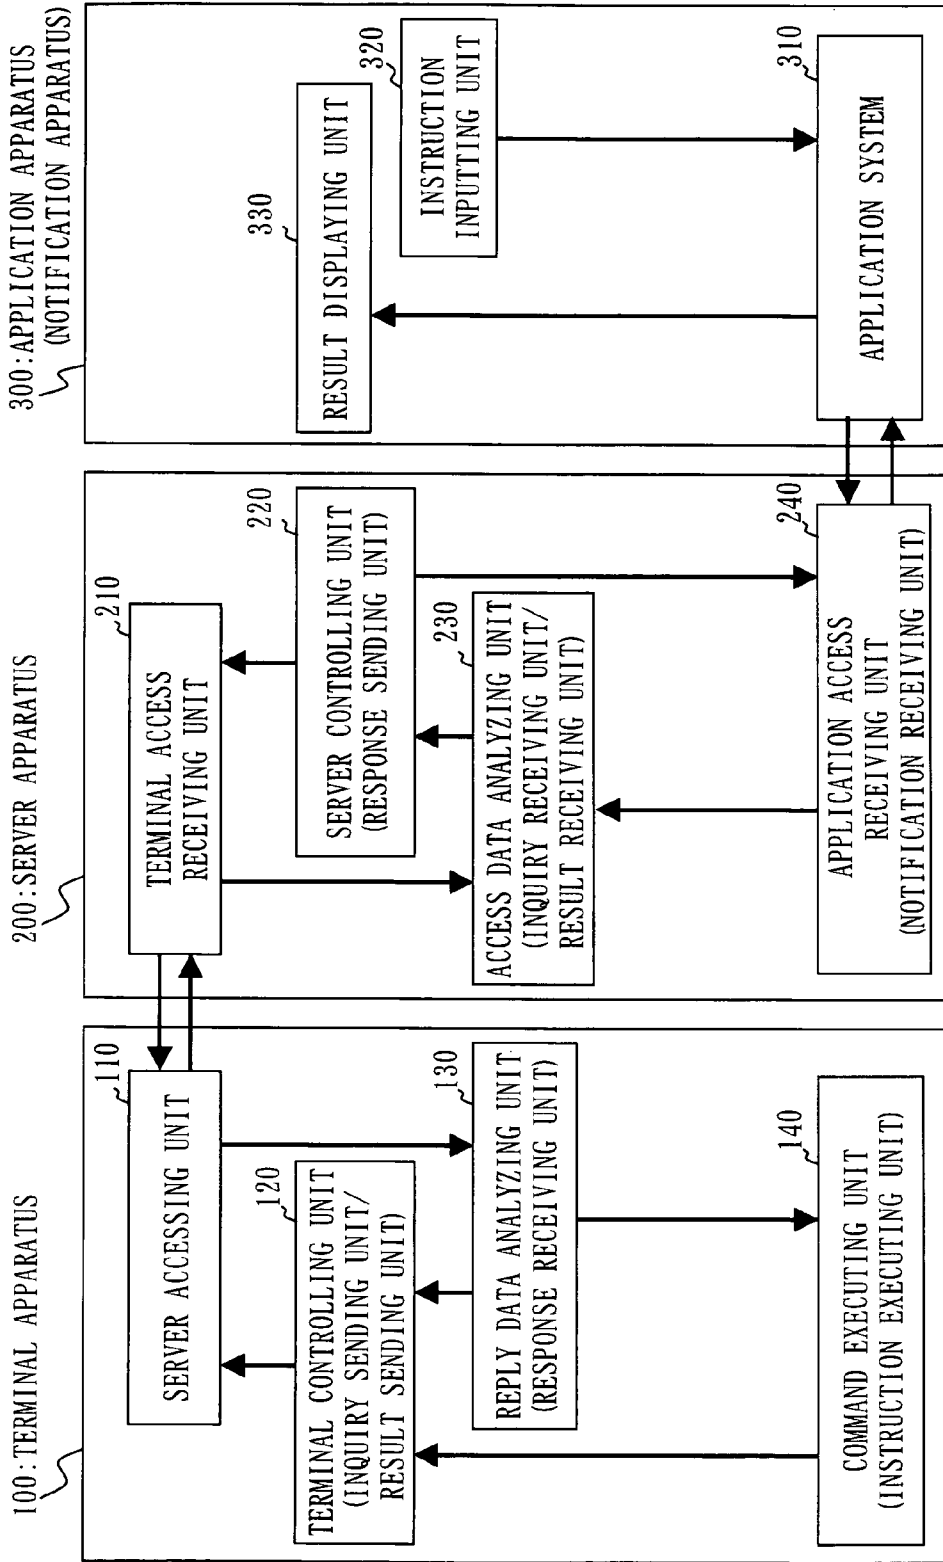 100:TERMINAL APPARATUS
110
SERVER ACCESSING UNIT
120
TERMINAL CONTROLLING UNIT
(INQUIRY SENDING UNIT/
RESULT SENDING UNIT)
130
REPLY DATA ANALYZING UNIT
(RESPONSE RECEIVING UNIT)
140
COMMAND EXECUTING UNIT
(INSTRUCTION EXECUTING UNIT)
200:SERVER APPARATUS
210
TERMINAL ACCESS
RECEIVING UNIT
220
SERVER CONTROLLING UNIT
(RESPONSE SENDING UNIT)
230
ACCESS DATA ANALYZING UNIT
(INQUIRY RECEIVING UNIT/
RESULT RECEIVING UNIT)
240
APPLICATION ACCESS
RECEIVING UNIT
(NOTIFICATION RECEIVING UNIT)
300:APPLICATION APPARATUS
(NOTIFICATION APPARATUS)
320
INSTRUCTION
INPUTTING UNIT
330
RESULT DISPLAYING UNIT
310
APPLICATION SYSTEM